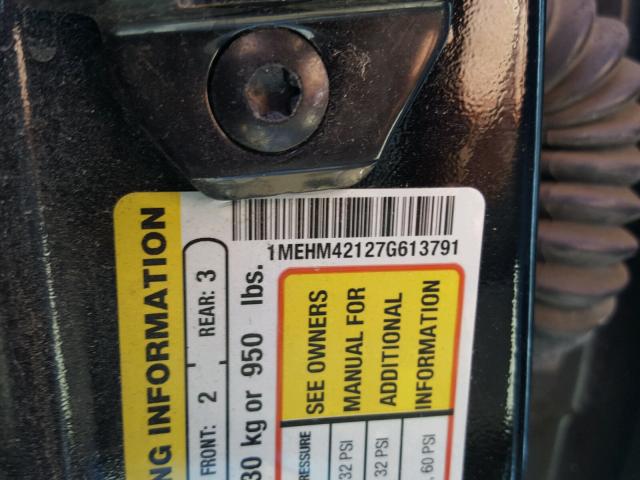 1MEHM42127G613791
NG INFORMATION
FRONT: 2 REAR: 3
30 kg or 950 lbs.
SEE OWNERS
MANUAL FOR
ADDITIONAL
INFORMATION
RESSURE
32 PSI
32 PSI
, 60 PSI